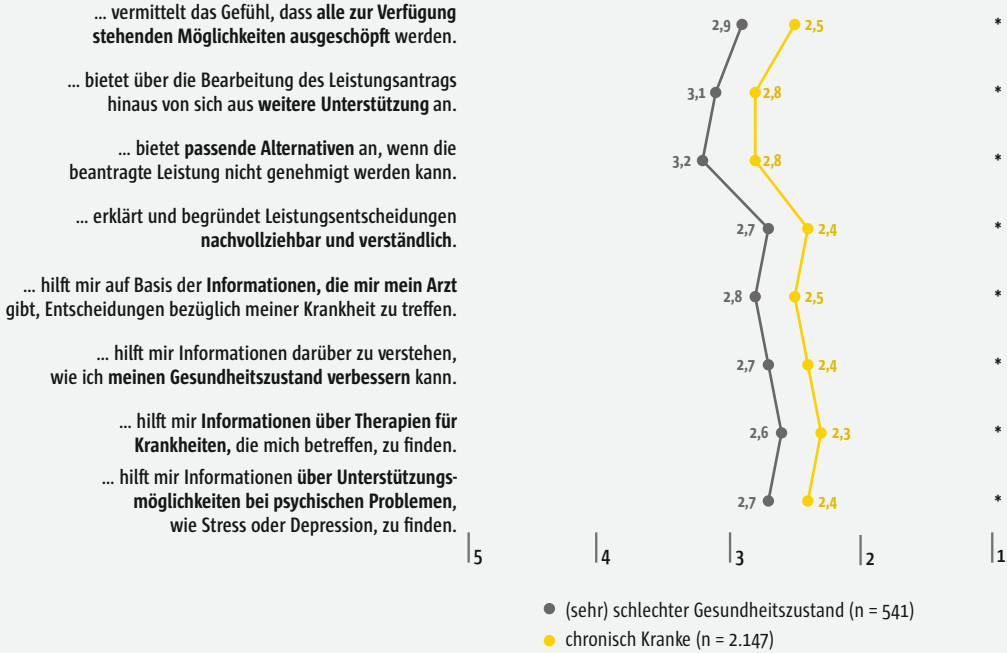 ... vermittelt das Gefühl, dass alle zur Verfügung
stehenden Möglichkeiten ausgeschöpft werden.
2,9
2,5
*
... bietet über die Bearbeitung des Leistungsantrags
hinaus von sich aus weitere Unterstützung an.
3,1
2,8
*
... bietet passende Alternativen an, wenn die
beantragte Leistung nicht genehmigt werden kann.
3,2
2,8
*
... erklärt und begründet Leistungsentscheidungen
nachvollziehbar und verständlich.
2,7
2,4
*
... hilft mir auf Basis der Informationen, die mir mein Arzt
gibt, Entscheidungen bezüglich meiner Krankheit zu treffen.
2,8
2,5
*
... hilft mir Informationen darüber zu verstehen,
wie ich meinen Gesundheitszustand verbessern kann.
2,7
2,4
*
... hilft mir Informationen über Therapien für
Krankheiten, die mich betreffen, zu finden.
2,6
2,3
*
... hilft mir Informationen über Unterstützungs-
möglichkeiten bei psychischen Problemen,
wie Stress oder Depression, zu finden.
2,7
2,4
*
5
4
3
2
1
(sehr) schlechter Gesundheitszustand (n = 541)
chronisch Kranke (n = 2.147)